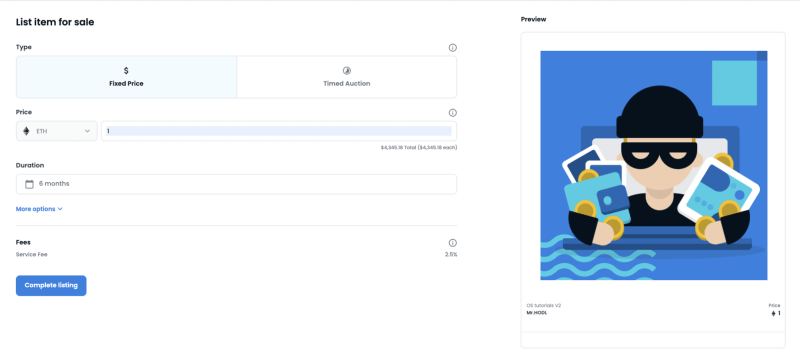 List item for sale
Preview
Type
$
Fixed Price
Timed Auction
Price
ETH
1
$4,345.18 Total ($4,345.18 each)
Duration
6 months
More options
Fees
Service Fee
2.5%
Complete listing
OS tutorials V2
Price
Mr.HODL
1